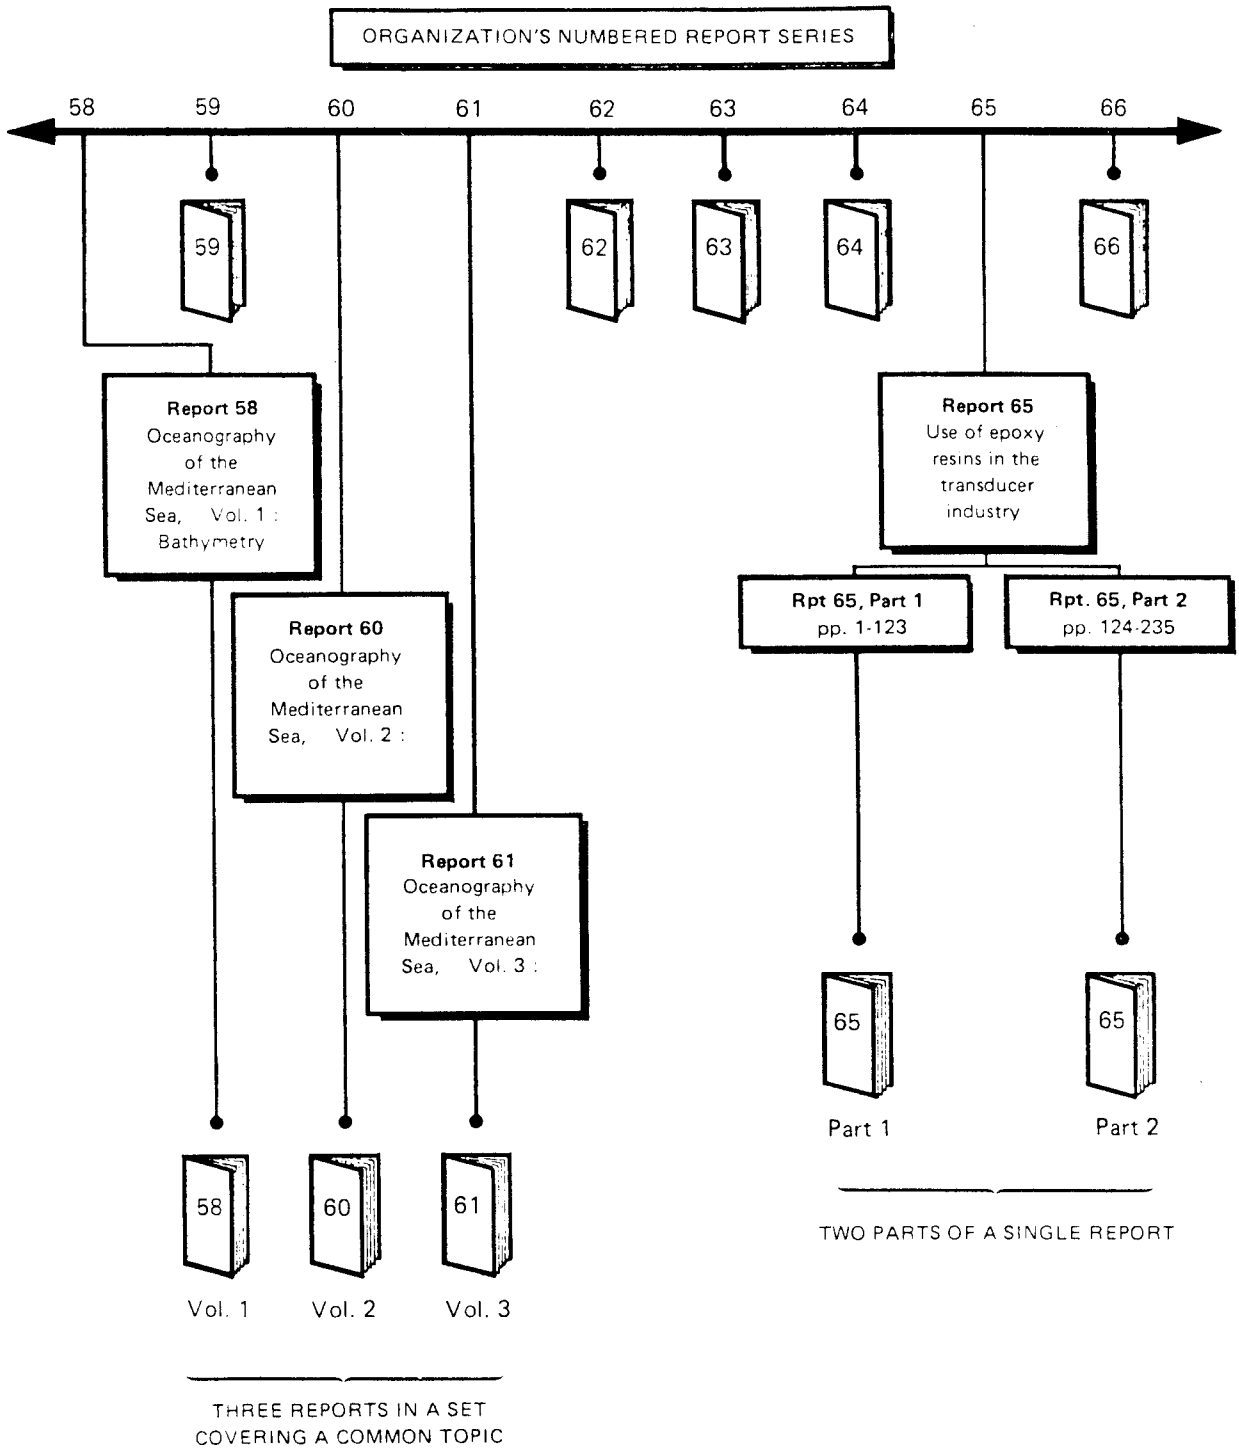 ORGANIZATION'S NUMBERED REPORT SERIES
58 59 60 61 62 63 64 65 66
59
62
63
64
66
Report 58
Oceanography
of the
Mediterranean
Sea, Vol. 1 :
Bathymetry
Report 60
Oceanography
of the
Mediterranean
Sea, Vol. 2 :
Report 61
Oceanography
of the
Mediterranean
Sea, Vol. 3 :
58
60
61
Vol. 1
Vol. 2
Vol. 3
THREE REPORTS IN A SET
COVERING A COMMON TOPIC
Report 65
Use of epoxy
resins in the
transducer
industry
Rpt 65, Part 1
pp. 1-123
Rpt. 65, Part 2
pp. 124-235
65
65
Part 1
Part 2
TWO PARTS OF A SINGLE REPORT